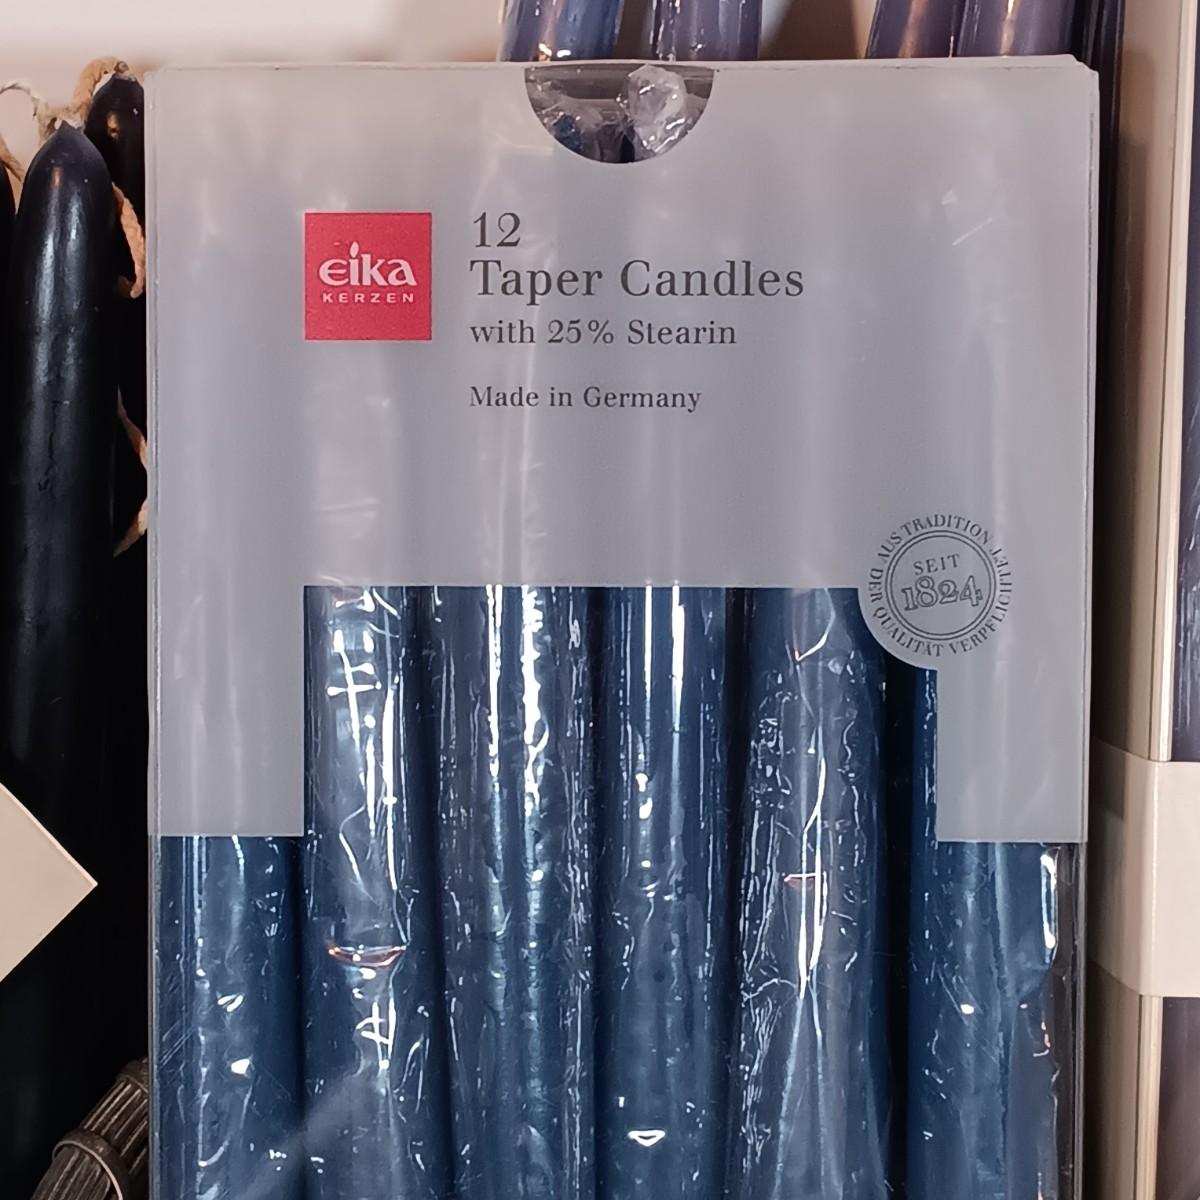 12
Taper Candles
with 25% Stearin
Made in Germany
eika
KERZEN
AUS TRADITION DER QUALITÄT VERPFLICHTET
SEIT
1824